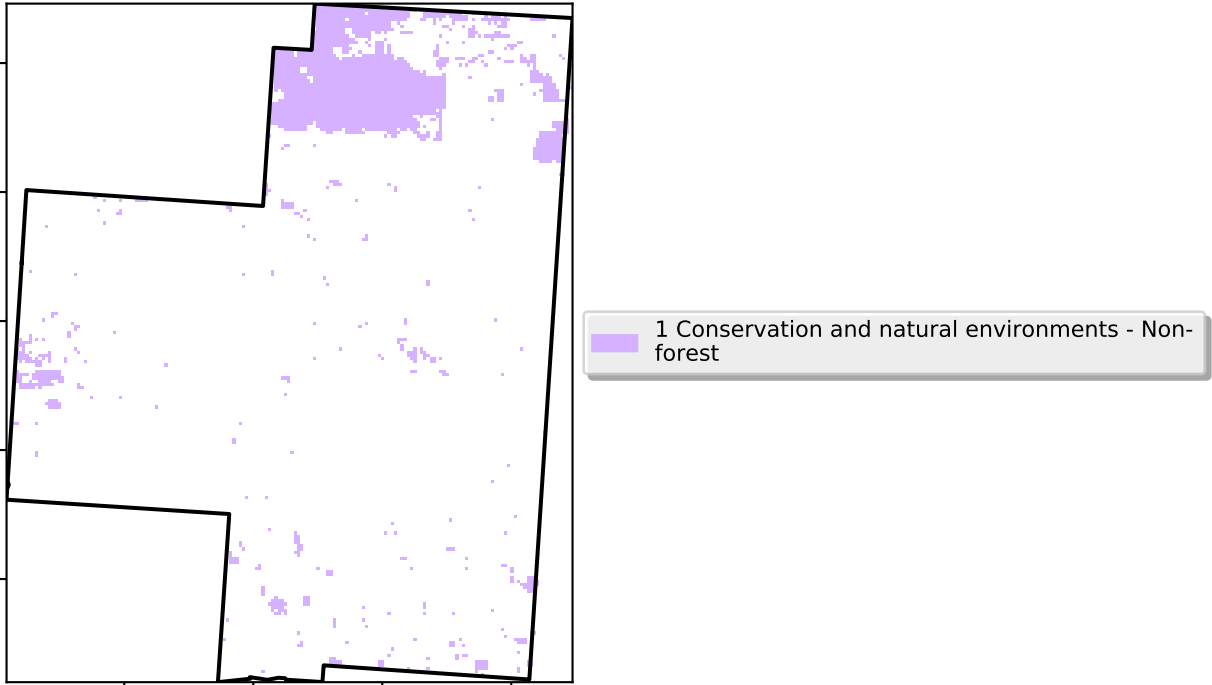 1 Conservation and natural environments - Non-
forest